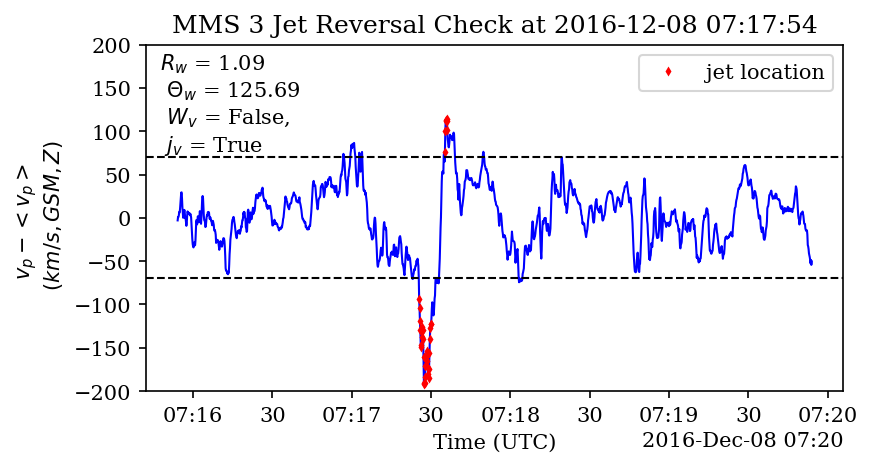 MMS 3 Jet Reversal Check at 2016-12-08 07:17:54
200
150
100
50
0
−50
−100
−150
−200
v_p − <v_p>
(km/s, GSM, Z)
R_w = 1.09
Θ_w = 125.69
W_v = False,
j_v = True
jet location
07:16 30 07:17 30 07:18 30 07:19 30 07:20
Time (UTC)
2016-Dec-08 07:20